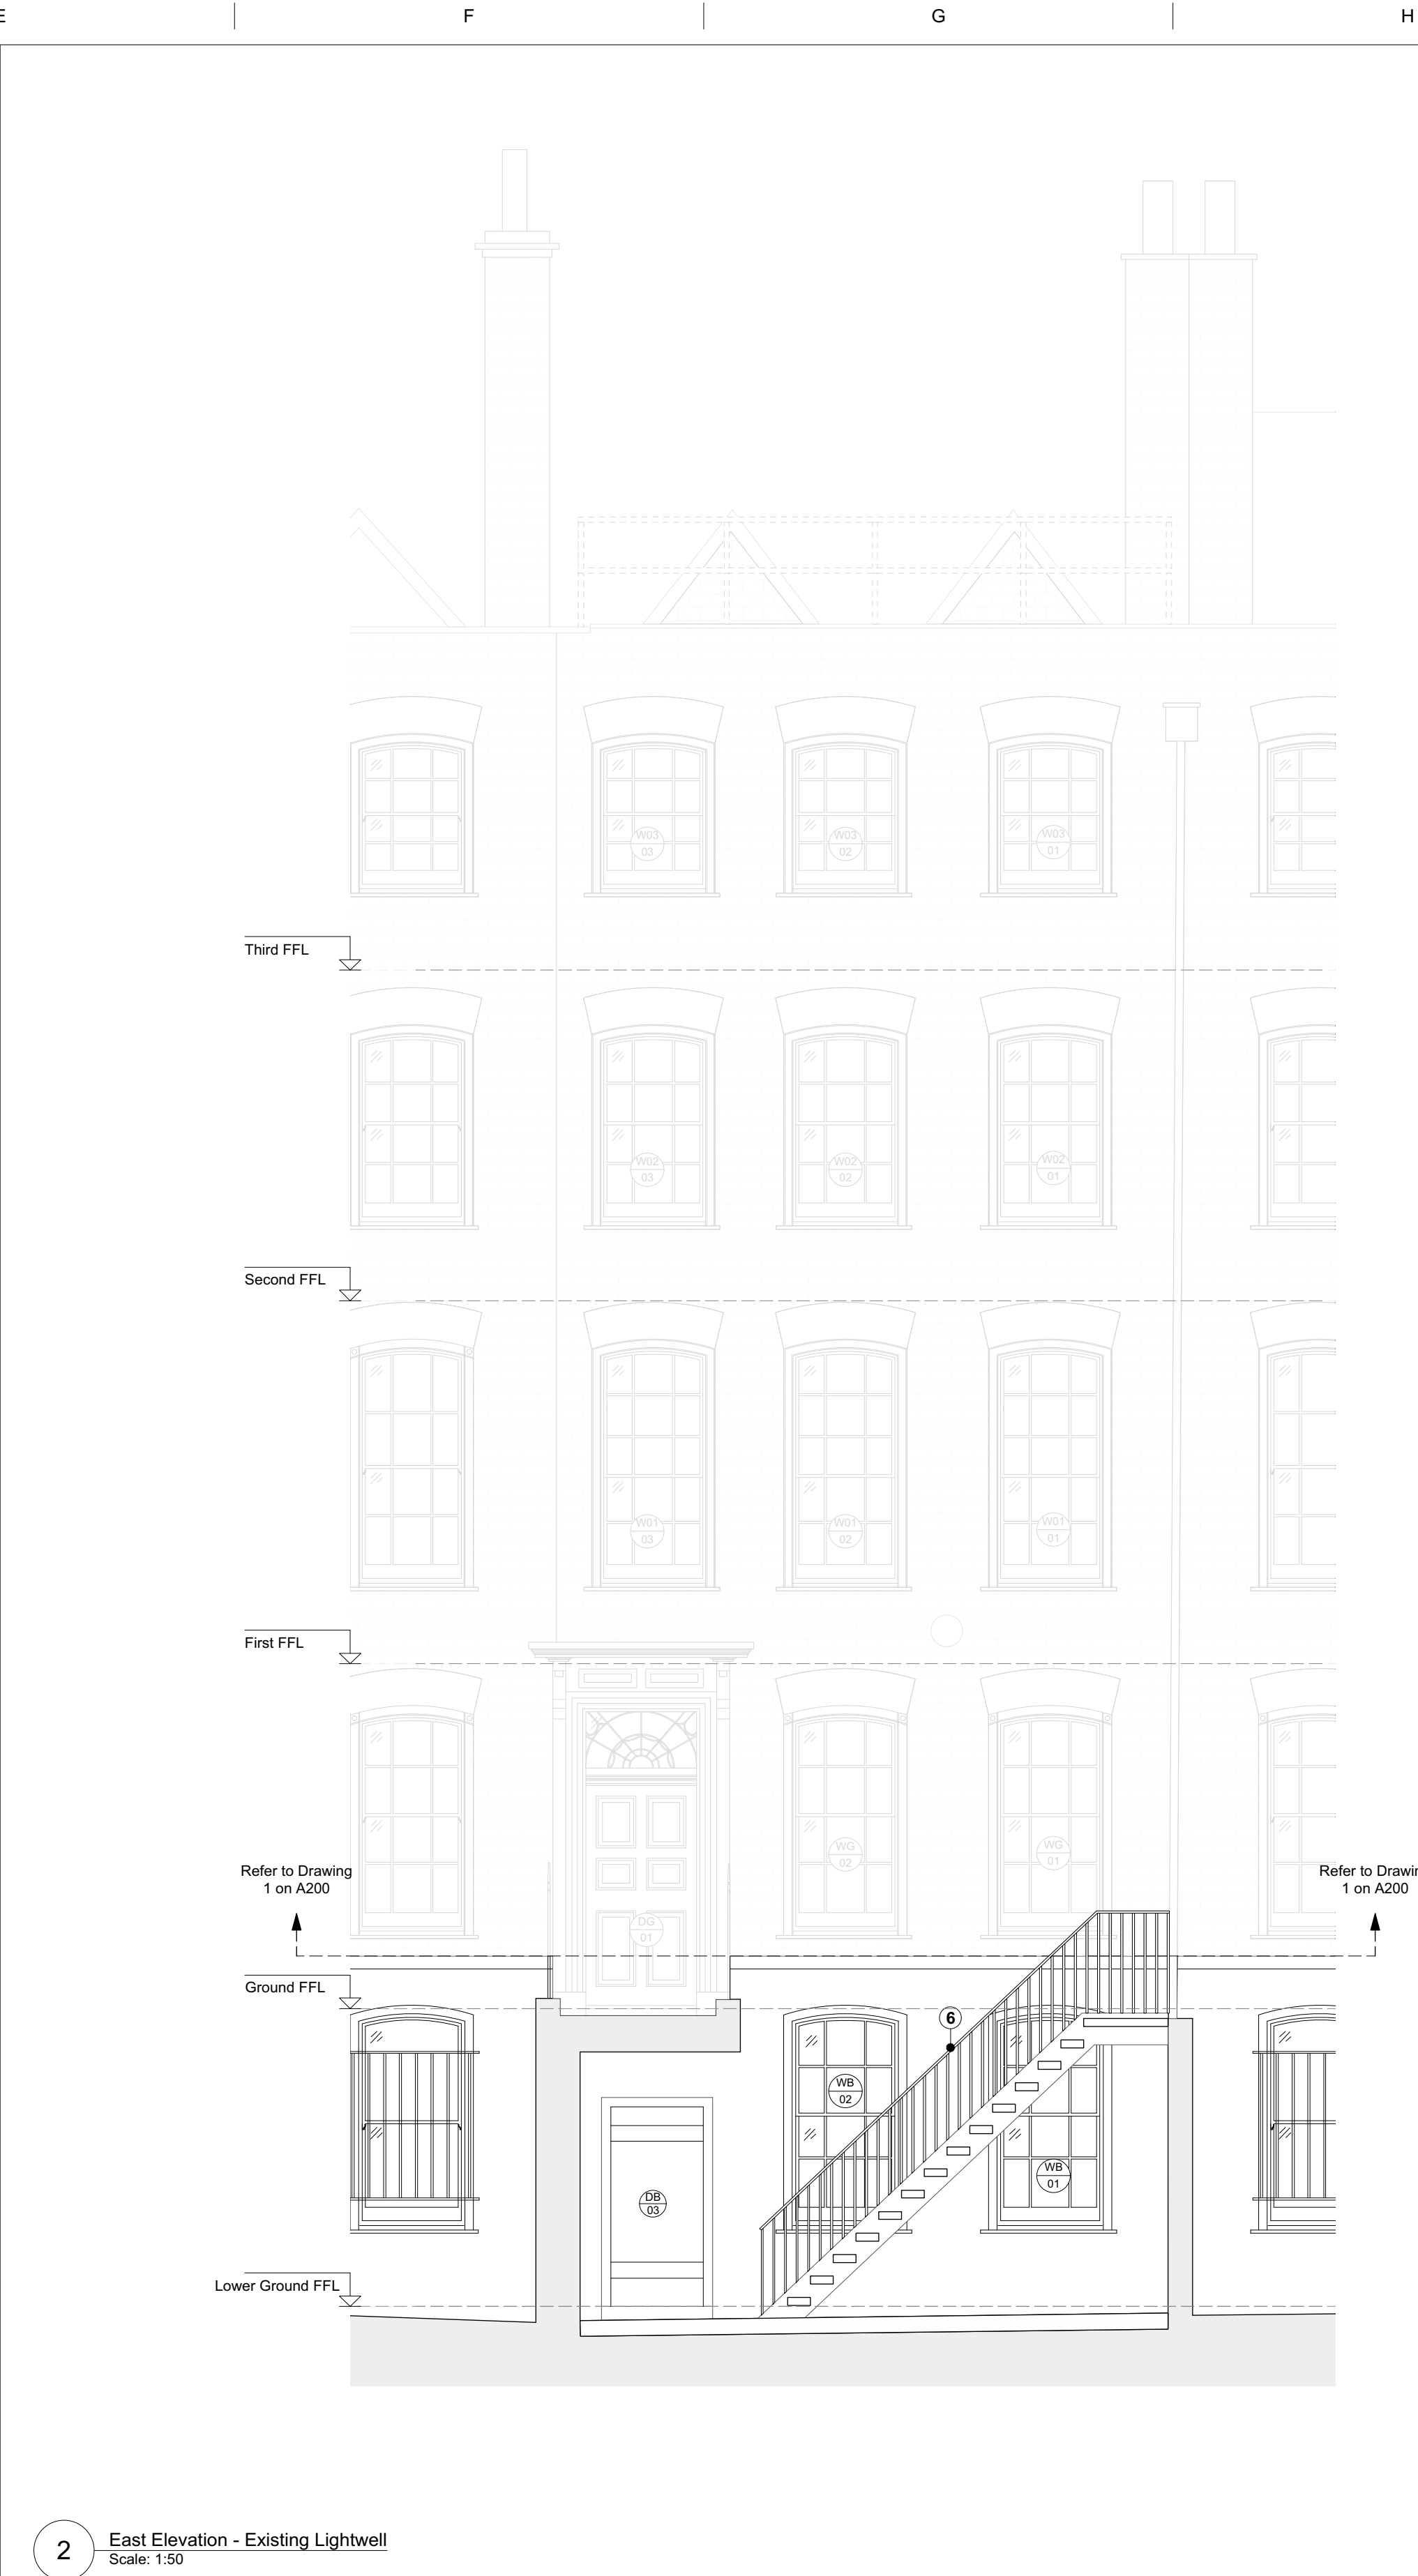 F
G
H
W03
03
W03
02
W03
01
Third FFL
W02
03
W02
02
W02
01
Second FFL
W01
03
W01
02
W01
01
First FFL
WG
02
WG
01
Refer to Drawing
1 on A200
Refer to Drawin
1 on A200
DG
01
Ground FFL
6
WB
02
WB
01
DB
03
Lower Ground FFL
2
East Elevation - Existing Lightwell
Scale: 1:50